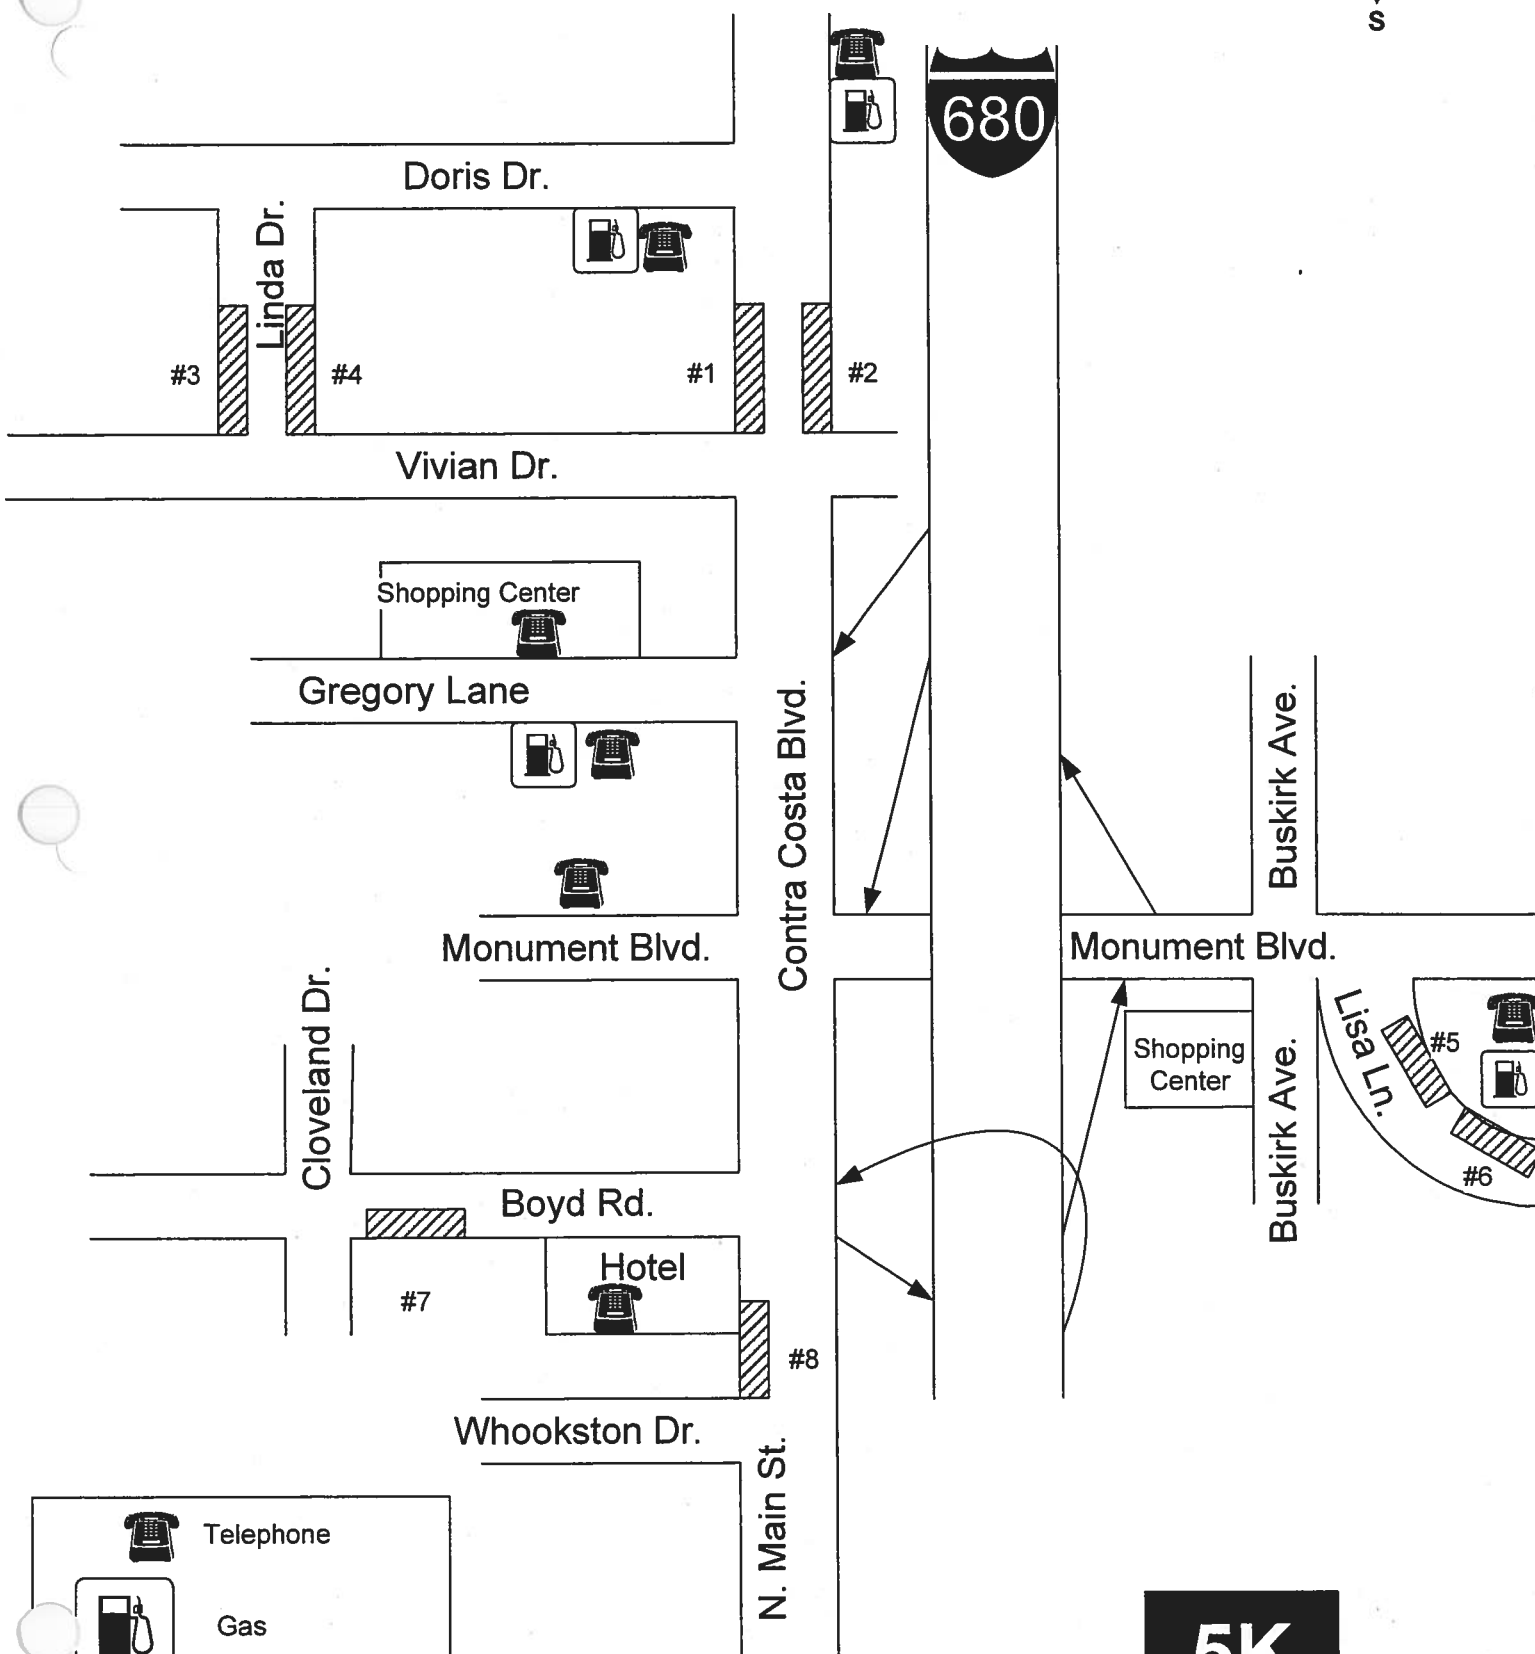 S
680
Doris Dr.
Linda Dr.
#3
#4
#1
#2
Vivian Dr.
Shopping Center
Gregory Lane
Contra Costa Blvd.
Buskirk Ave.
Monument Blvd.
Monument Blvd.
Cloveland Dr.
Lisa Ln.
#5
Shopping
Center
Buskirk Ave.
#6
Boyd Rd.
Hotel
#7
#8
Whookston Dr.
N. Main St.
Telephone
Gas
5K